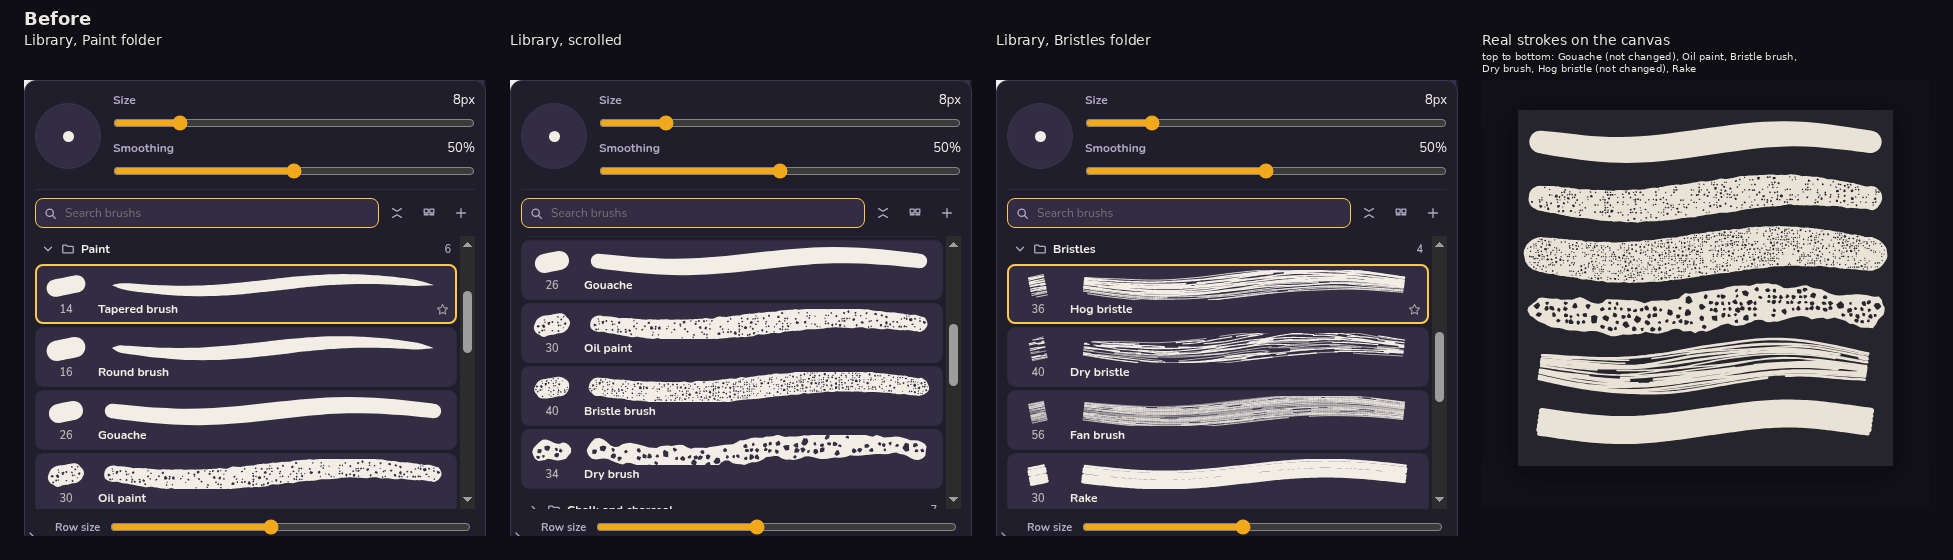 Before
Library, Paint folder
Size
8px
Smoothing
50%
Search brushs
Paint
6
14
Tapered brush
16
Round brush
26
Gouache
30
Oil paint
Row size
Library, scrolled
Size
8px
Smoothing
50%
Search brushs
26
Gouache
30
Oil paint
40
Bristle brush
34
Dry brush
Chalk and charcoal
7
Row size
Library, Bristles folder
Size
8px
Smoothing
50%
Search brushs
Bristles
4
36
Hog bristle
40
Dry bristle
56
Fan brush
30
Rake
Row size
Real strokes on the canvas
top to bottom: Gouache (not changed), Oil paint, Bristle brush,
Dry brush, Hog bristle (not changed), Rake